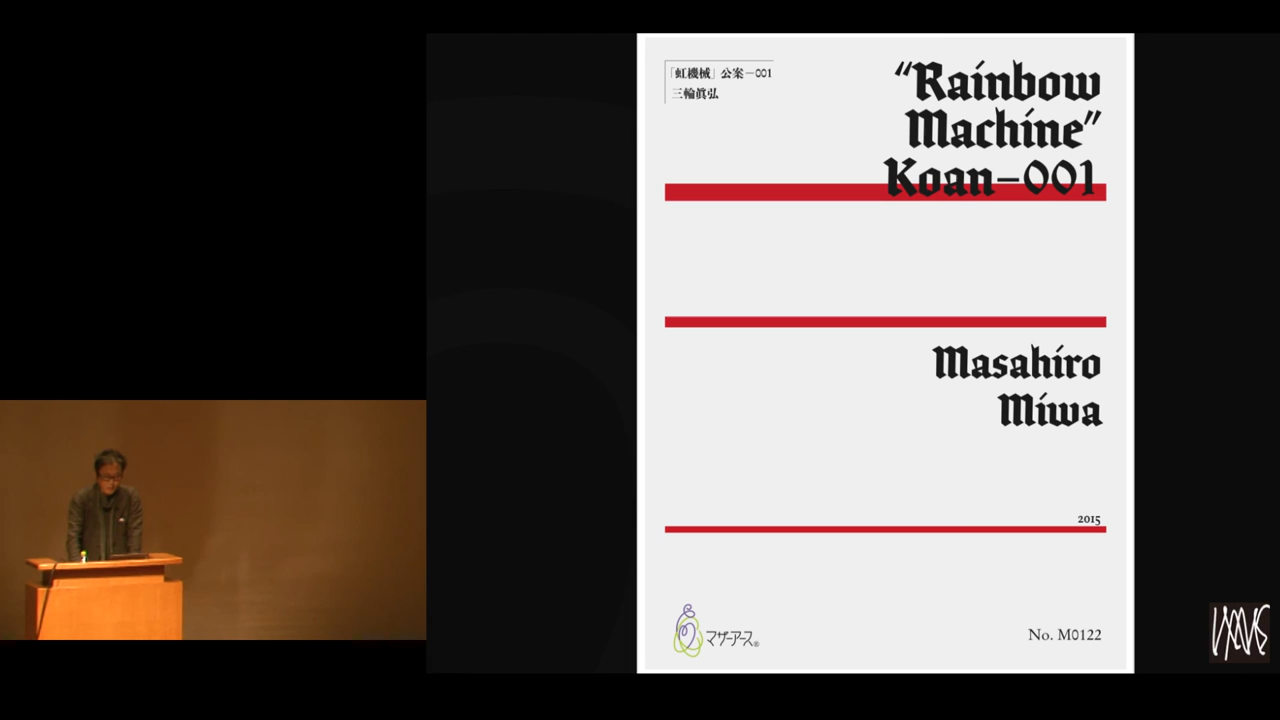 「虹機械」公案－001
三輪眞弘
“Rainbow
Machine”
Koan–001
Masahiro
Miwa
2015
マザーアース®
No. M0122